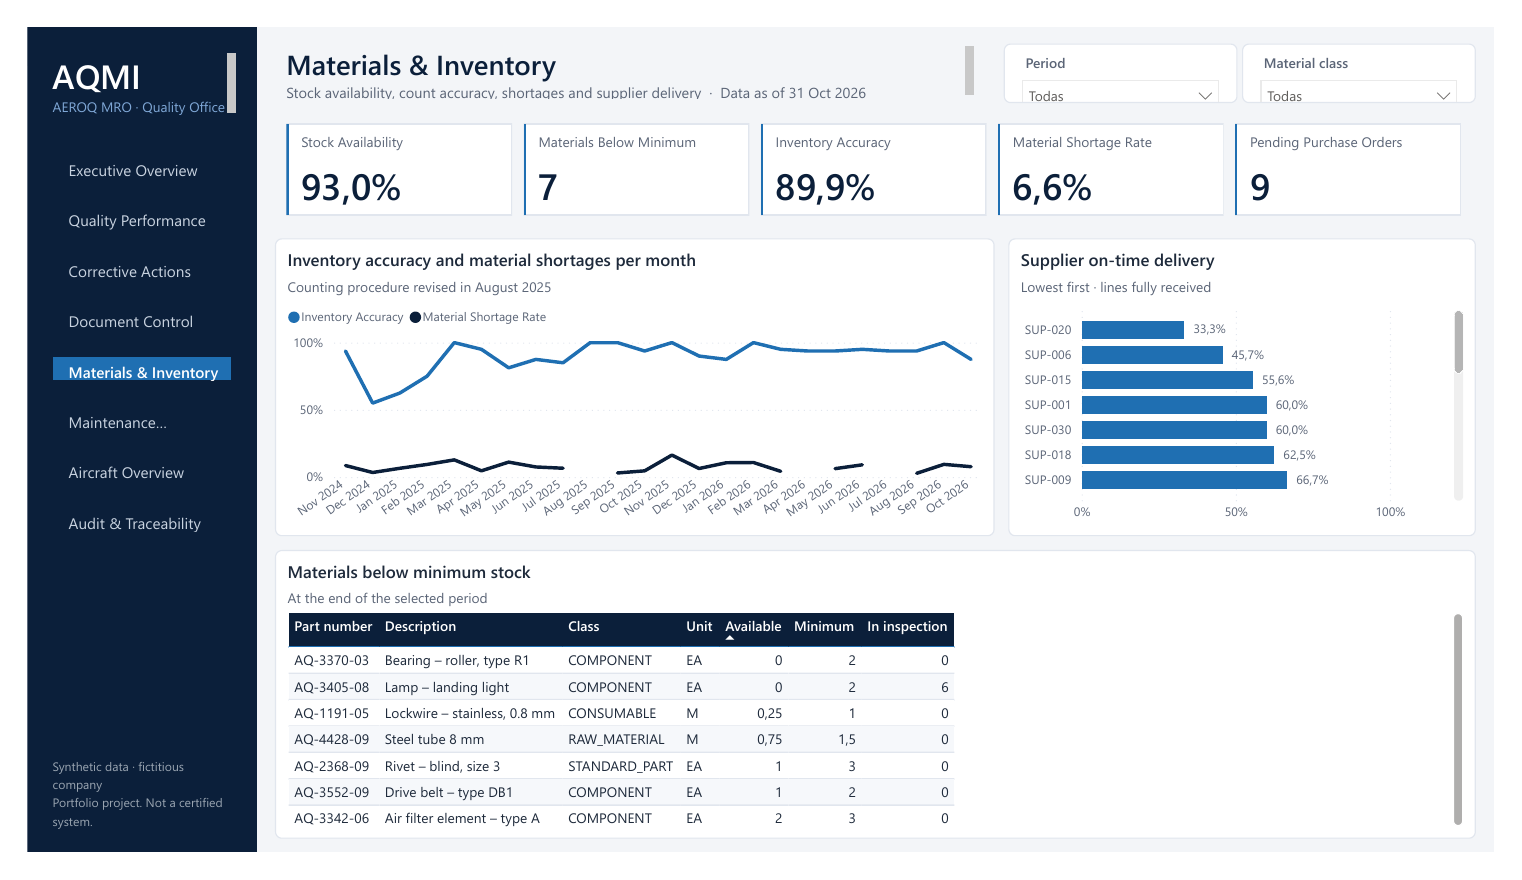 AQMI
AEROQ MRO · Quality Office
Executive Overview
Quality Performance
Corrective Actions
Document Control
Materials & Inventory
Maintenance...
Aircraft Overview
Audit & Traceability
Synthetic data · fictitious
company
Portfolio project. Not a certified
system.
Materials & Inventory
Stock availability, count accuracy, shortages and supplier delivery · Data as of 31 Oct 2026
Period
Todas
Material class
Todas
Stock Availability
93,0%
Materials Below Minimum
7
Inventory Accuracy
89,9%
Material Shortage Rate
6,6%
Pending Purchase Orders
9
Inventory accuracy and material shortages per month
Counting procedure revised in August 2025
Inventory Accuracy Material Shortage Rate
100%
50%
0%
Nov 2024 Dec 2024 Jan 2025 Feb 2025 Mar 2025 Apr 2025 May 2025 Jun 2025 Jul 2025 Aug 2025 Sep 2025 Oct 2025 Nov 2025 Dec 2025 Jan 2026 Feb 2026 Mar 2026 Apr 2026 May 2026 Jun 2026 Jul 2026 Aug 2026 Sep 2026 Oct 2026
Supplier on-time delivery
Lowest first · lines fully received
SUP-020 33,3%
SUP-006 45,7%
SUP-015 55,6%
SUP-001 60,0%
SUP-030 60,0%
SUP-018 62,5%
SUP-009 66,7%
0% 50% 100%
Materials below minimum stock
At the end of the selected period
Part number Description Class Unit Available Minimum In inspection
AQ-3370-03 Bearing – roller, type R1 COMPONENT EA 0 2 0
AQ-3405-08 Lamp – landing light COMPONENT EA 0 2 6
AQ-1191-05 Lockwire – stainless, 0.8 mm CONSUMABLE M 0,25 1 0
AQ-4428-09 Steel tube 8 mm RAW_MATERIAL M 0,75 1,5 0
AQ-2368-09 Rivet – blind, size 3 STANDARD_PART EA 1 3 0
AQ-3552-09 Drive belt – type DB1 COMPONENT EA 1 2 0
AQ-3342-06 Air filter element – type A COMPONENT EA 2 3 0